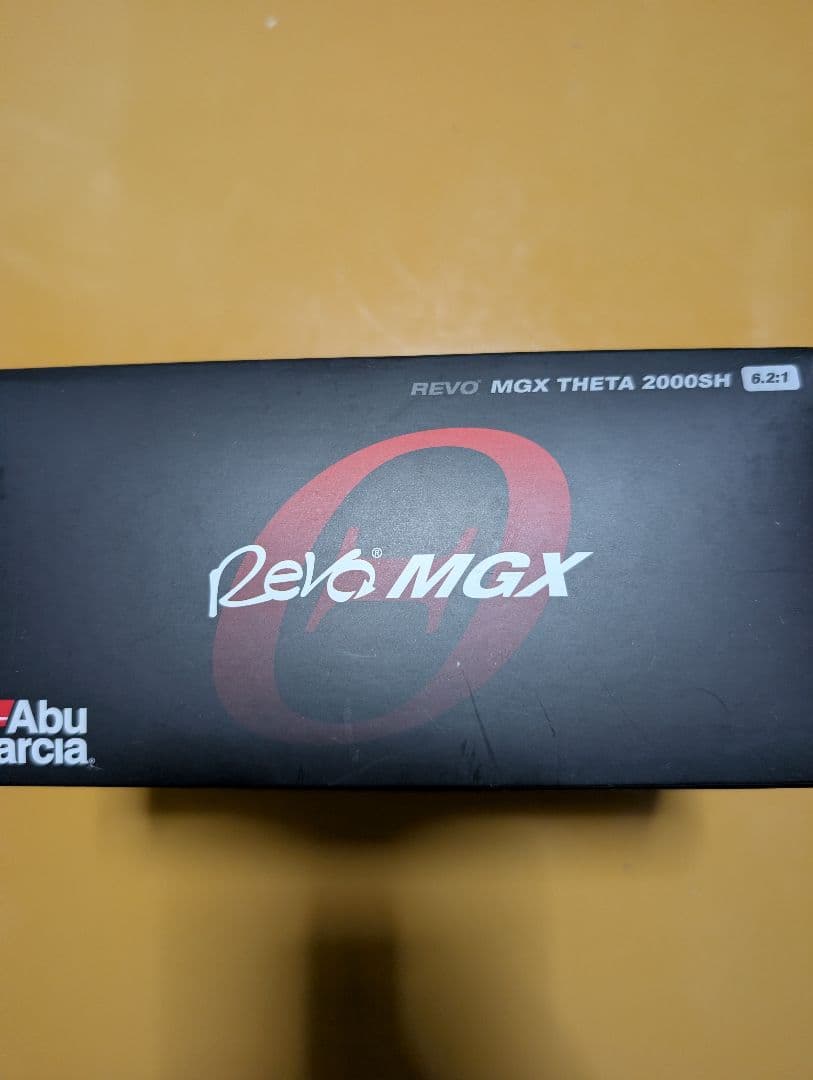 REVO® MGX THETA 2000SH 6.2:1
Revo® MGX
Abu
arcia®